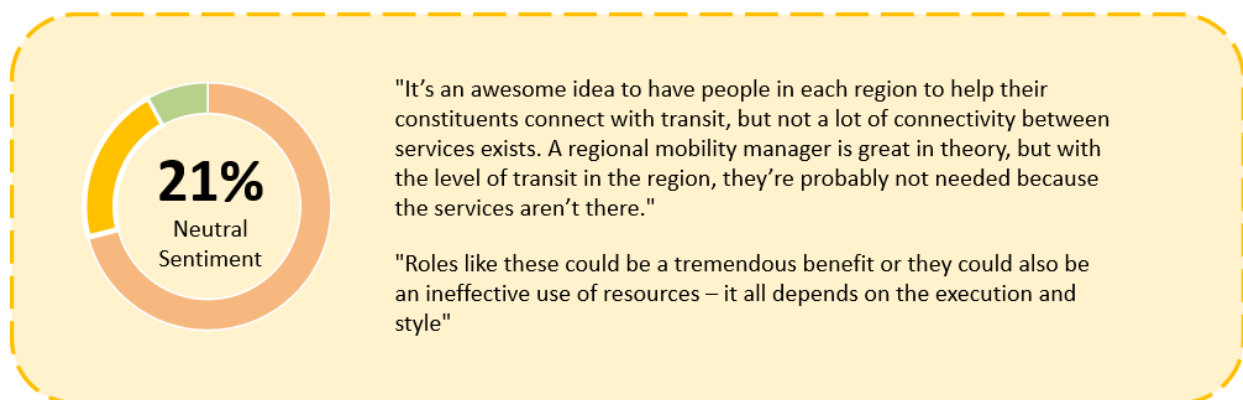 21%
Neutral
Sentiment
"It’s an awesome idea to have people in each region to help their
constituents connect with transit, but not a lot of connectivity between
services exists. A regional mobility manager is great in theory, but with
the level of transit in the region, they’re probably not needed because
the services aren’t there."
"Roles like these could be a tremendous benefit or they could also be
an ineffective use of resources – it all depends on the execution and
style"